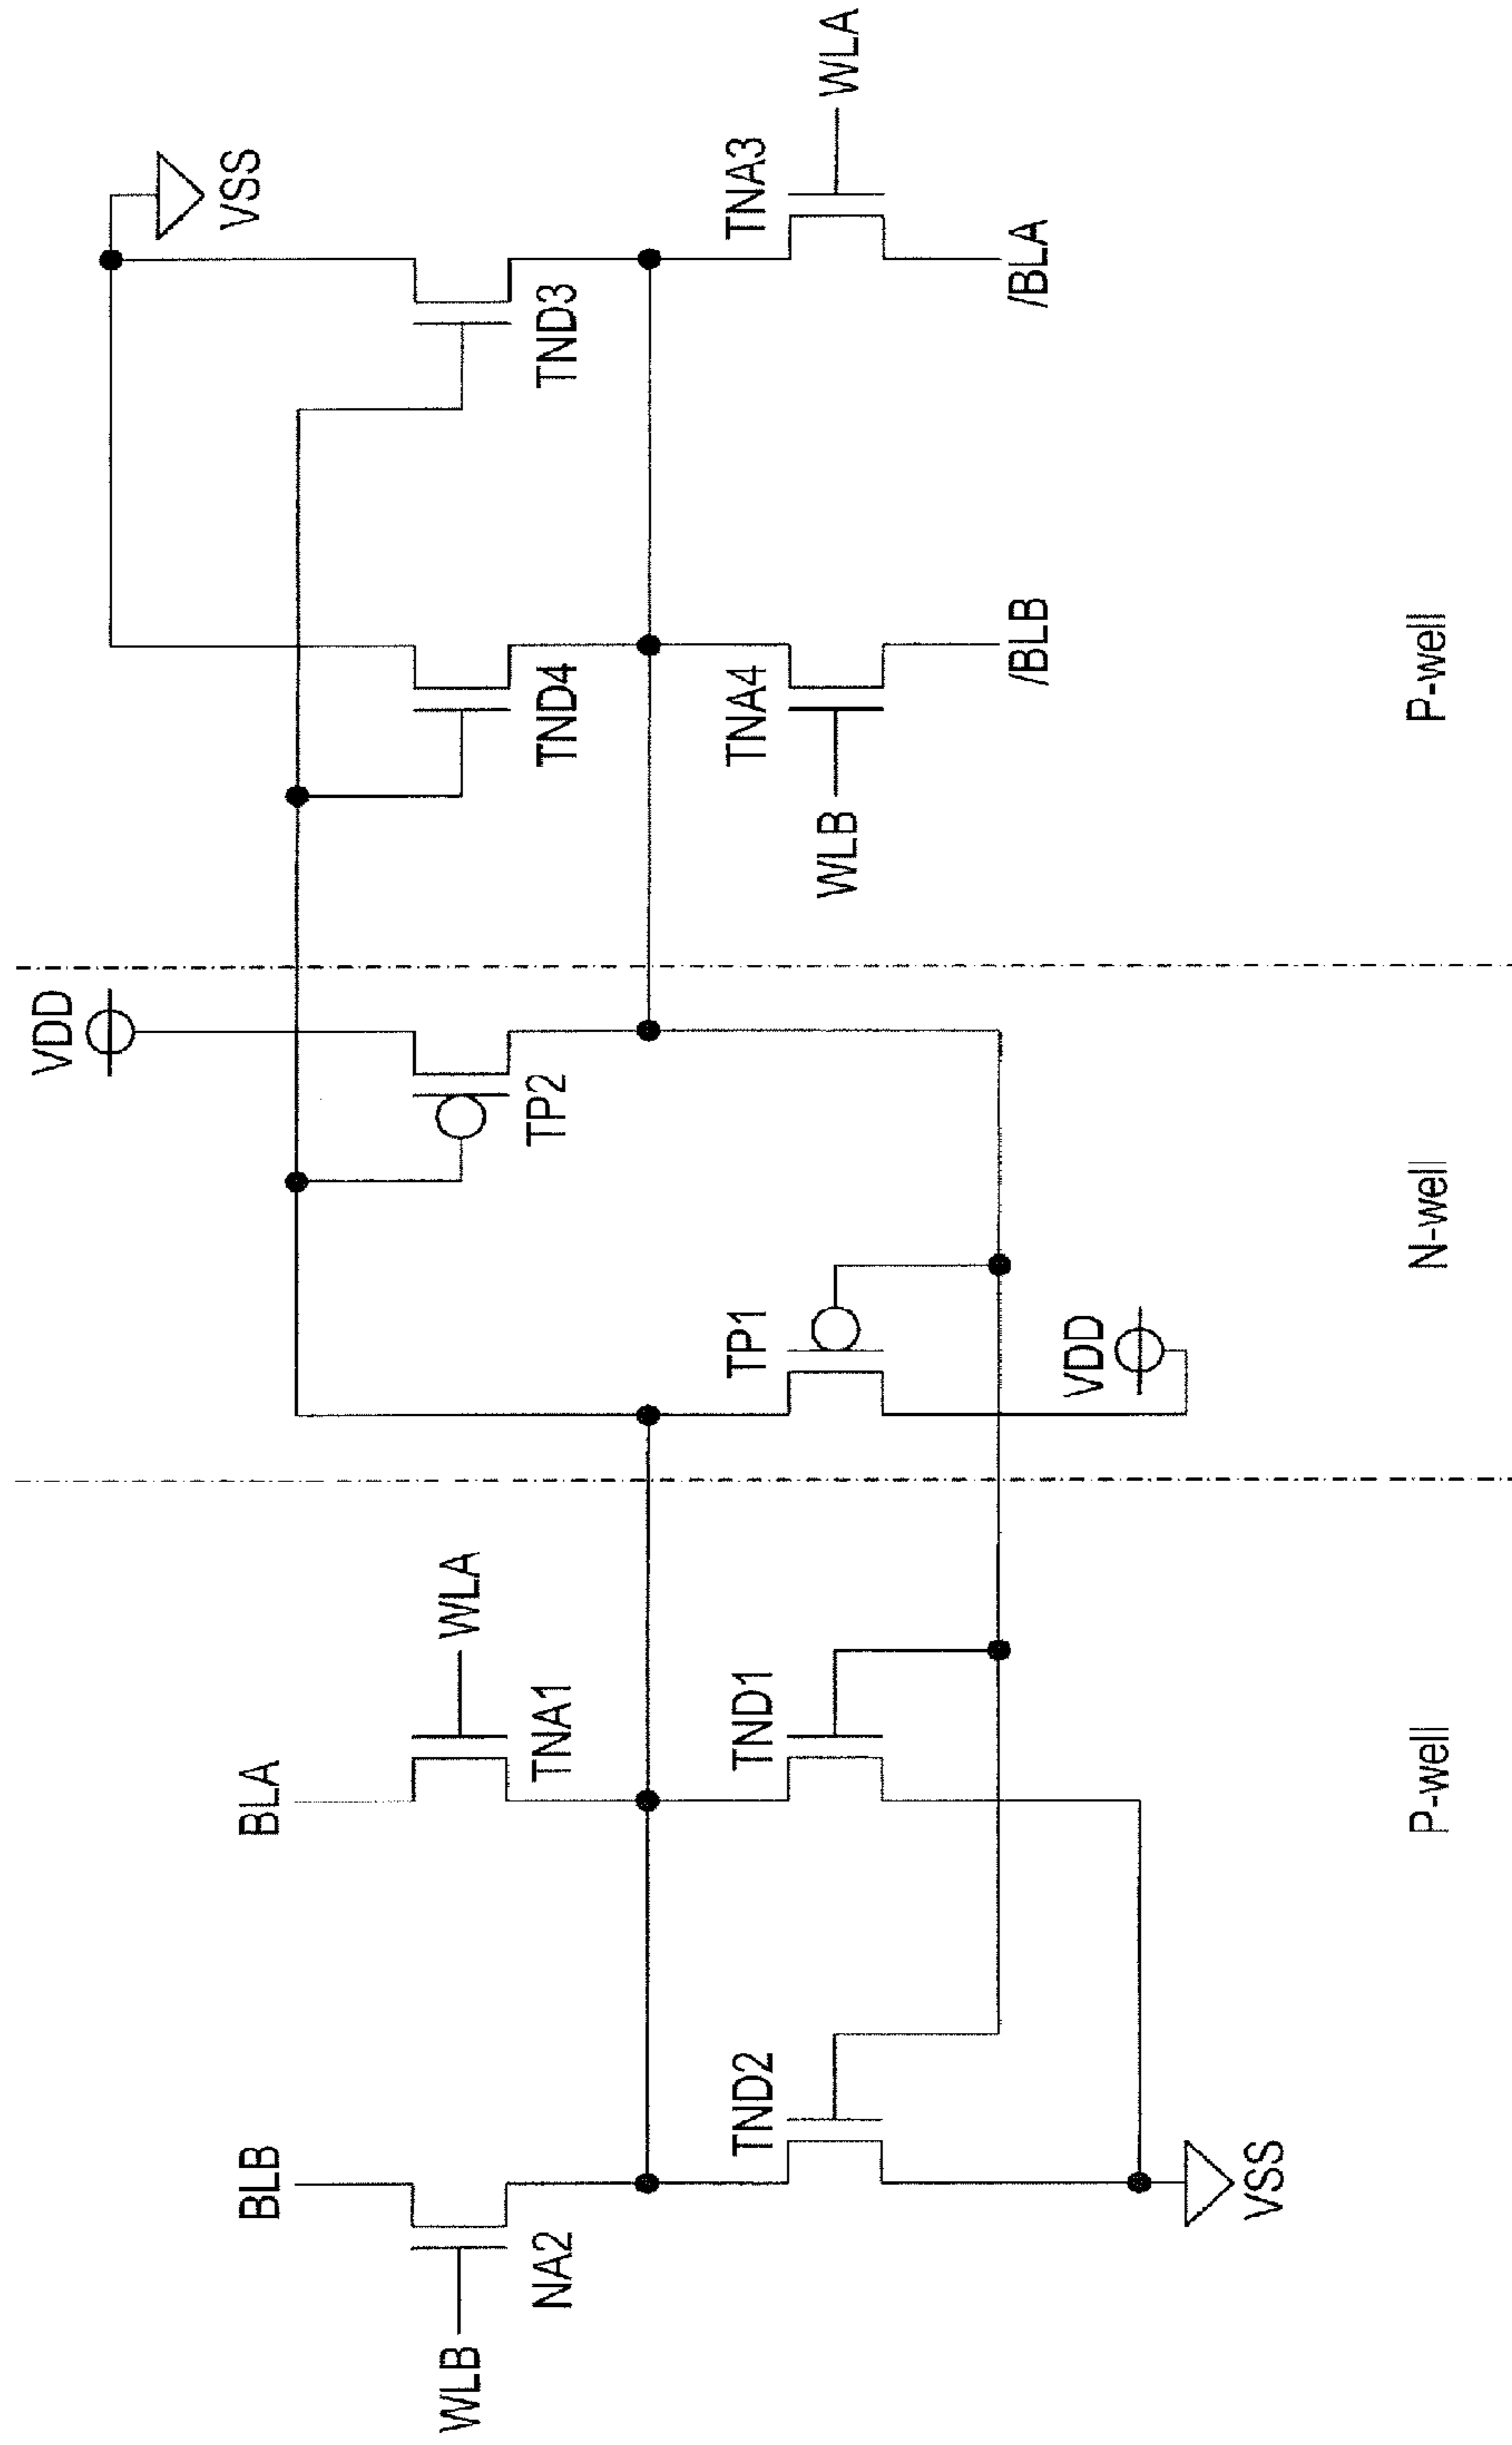 VDD
VSS
BLB
BLA
WLB
WLA
NA2
TNA1
TP2
TND4
TND3
TND2
TND1
TP1
TNA4
TNA3
WLB
WLA
/BLB
/BLA
VDD
VSS
P-well
N-well
P-well